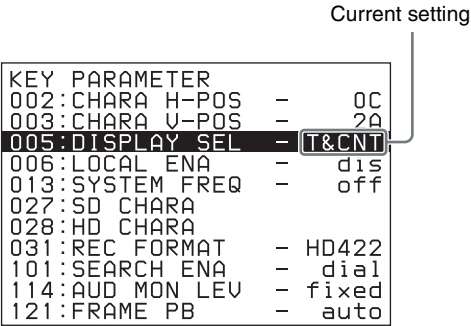 Current setting
KEY PARAMETER
002:CHARA H-POS - 0C
003:CHARA V-POS - 2A
005:DISPLAY SEL - T&CNT
006:LOCAL ENA - dis
013:SYSTEM FREQ - off
027:SD CHARA
028:HD CHARA
031:REC FORMAT - HD422
101:SEARCH ENA - dial
114:AUD MON LEV - fixed
121:FRAME PB - auto